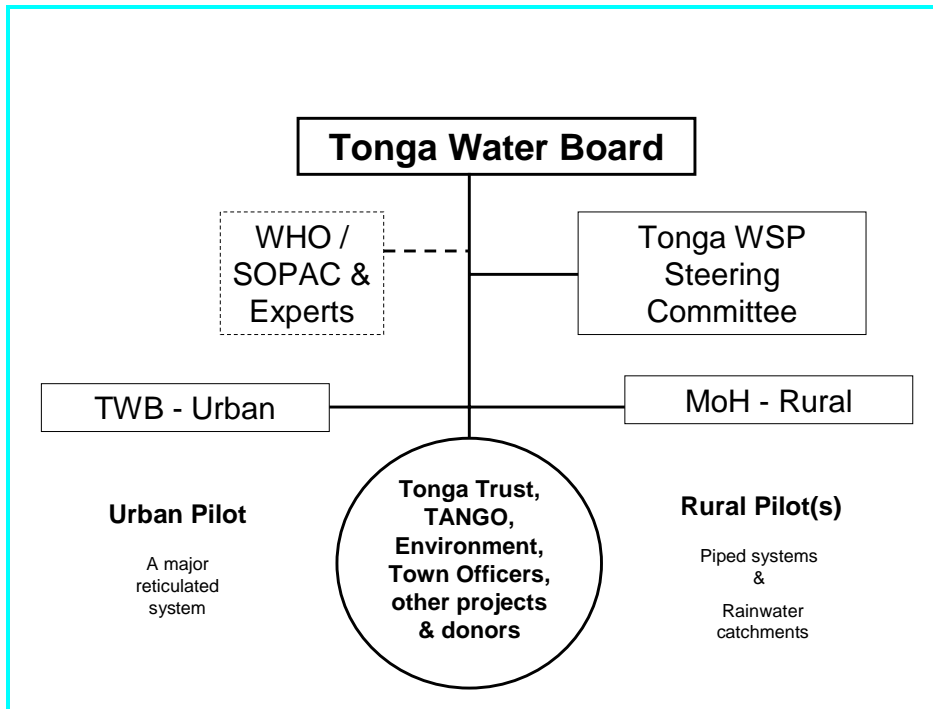 Tonga Water Board
WHO /
SOPAC &
Experts
Tonga WSP
Steering
Committee
TWB - Urban
MoH - Rural
Urban Pilot
A major
reticulated
system
Tonga Trust,
TANGO,
Environment,
Town Officers,
other projects
& donors
Rural Pilot(s)
Piped systems
&
Rainwater
catchments